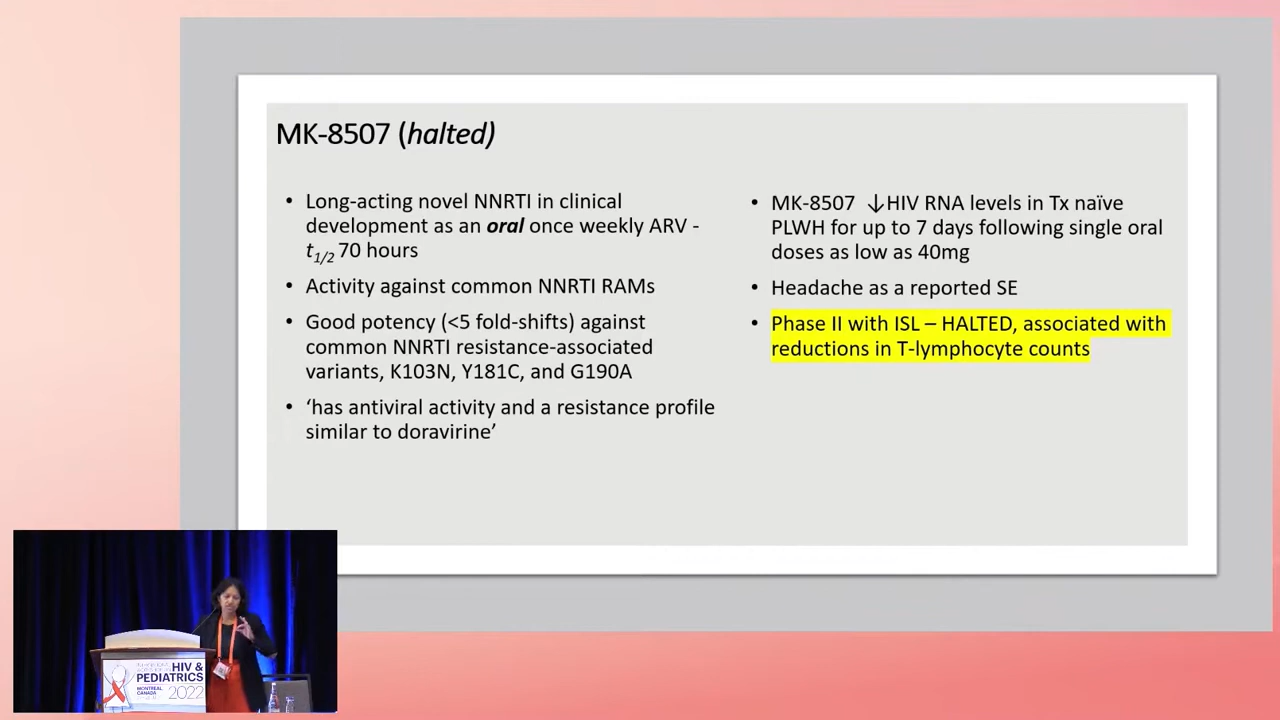 MK-8507 (halted)
• Long-acting novel NNRTI in clinical
development as an oral once weekly ARV -
t1/2 70 hours
• Activity against common NNRTI RAMs
• Good potency (<5 fold-shifts) against
common NNRTI resistance-associated
variants, K103N, Y181C, and G190A
• ‘has antiviral activity and a resistance profile
similar to doravirine’
• MK-8507 ↓HIV RNA levels in Tx naïve
PLWH for up to 7 days following single oral
doses as low as 40mg
• Headache as a reported SE
• Phase II with ISL – HALTED, associated with
reductions in T-lymphocyte counts
HIV &
PEDIATRICS
MONTREAL,
CANADA
2022